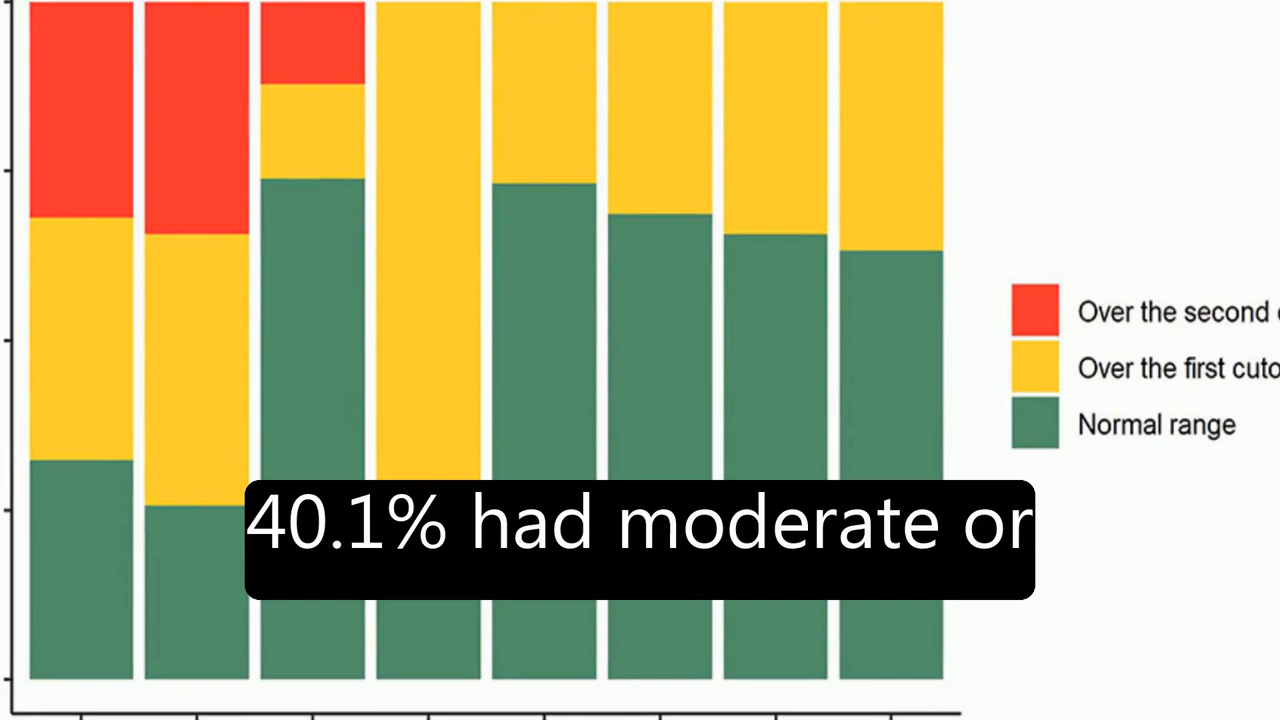 Over the second
Over the first
Normal range
40.1% had moderate or